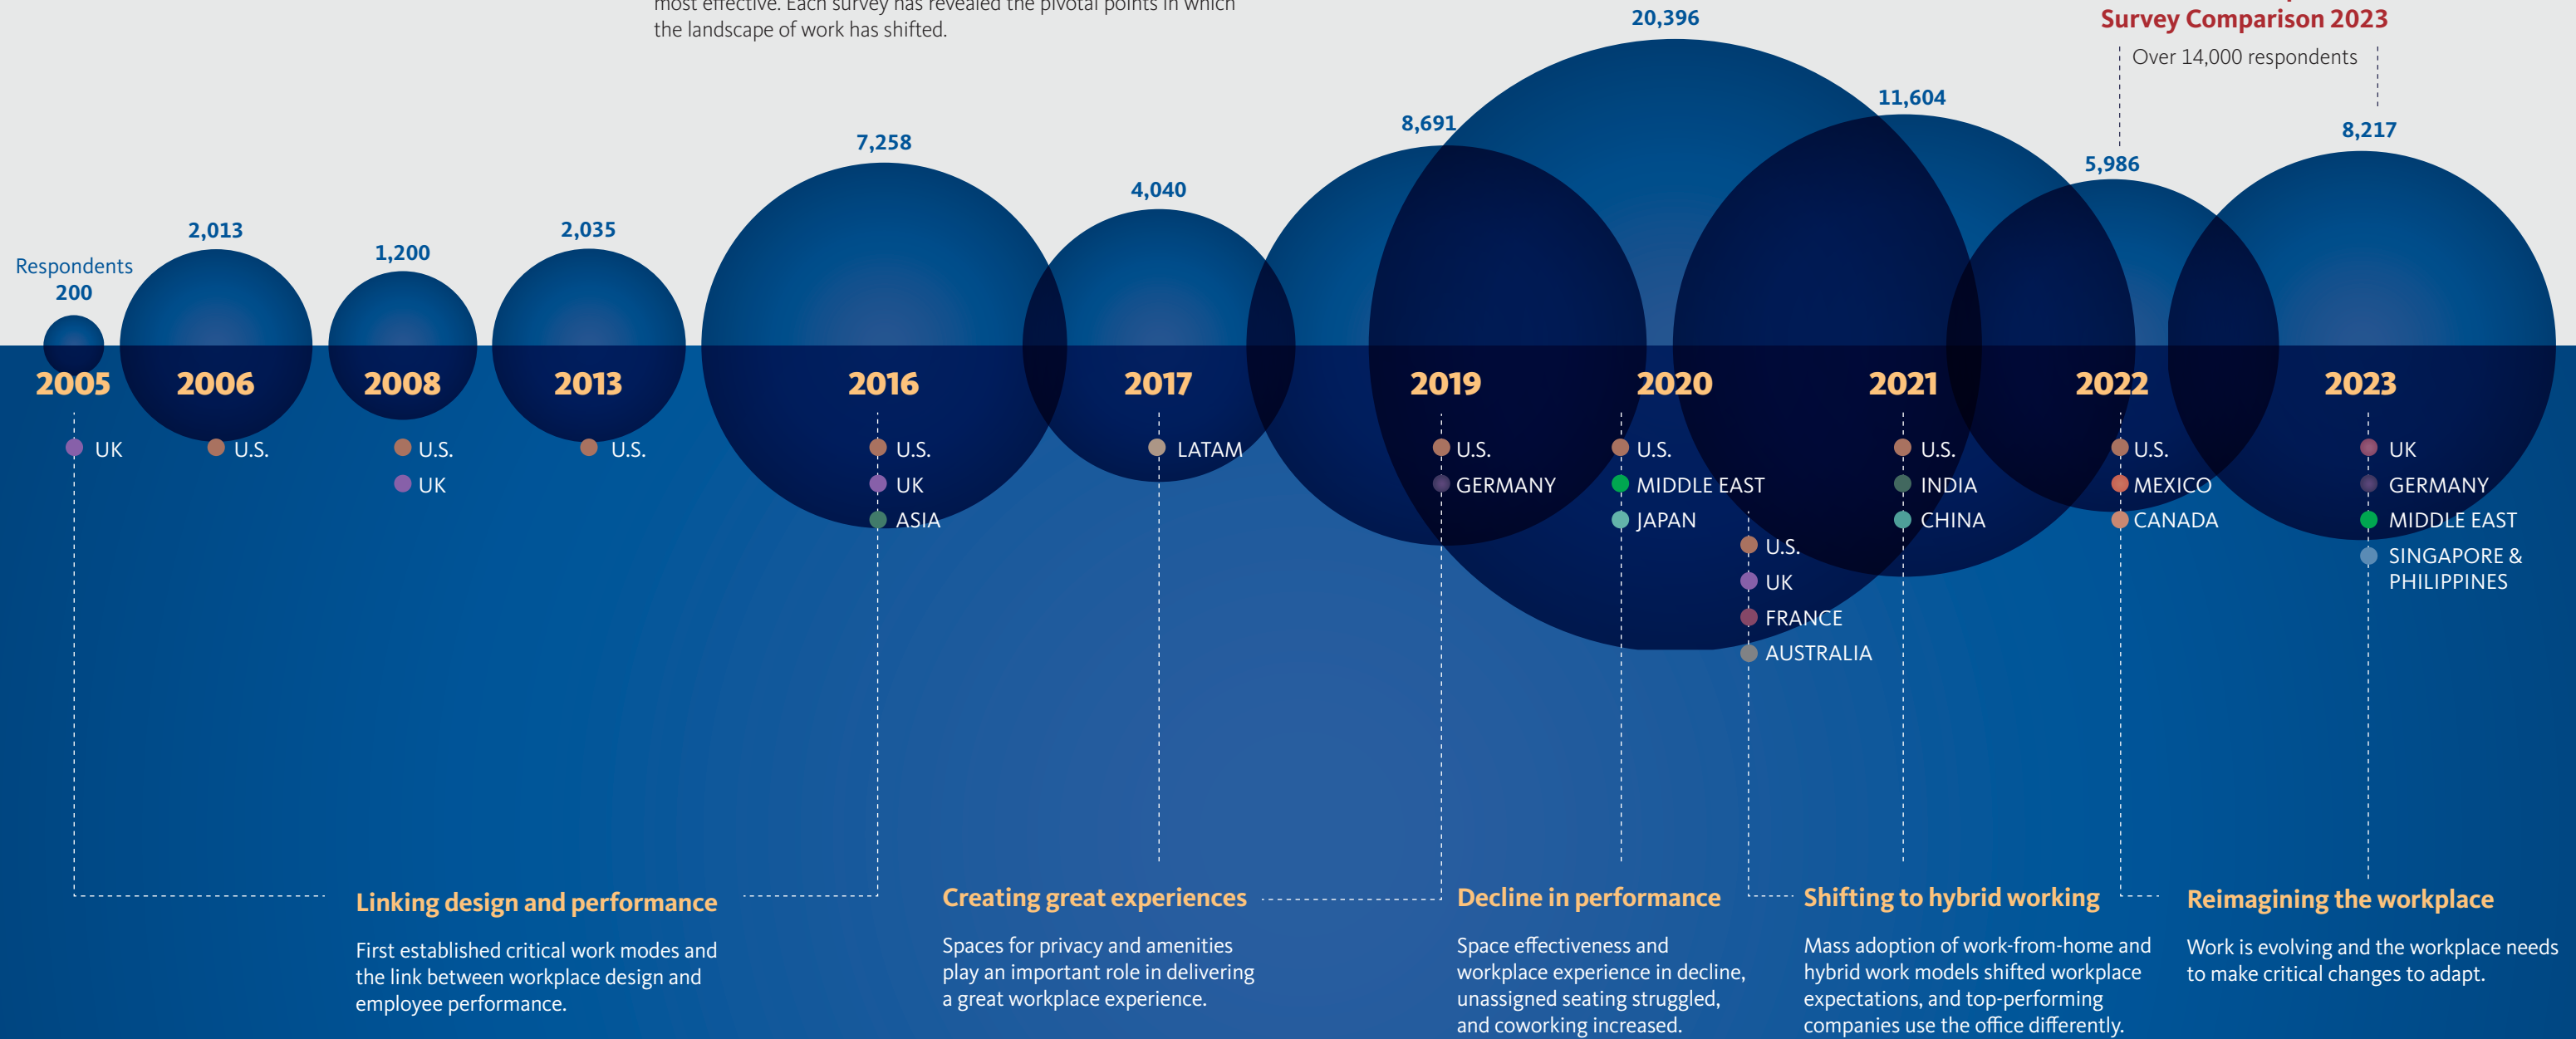 most effective. Each survey has revealed the pivotal points in which
the landscape of work has shifted.
Survey Comparison 2023
Over 14,000 respondents
Respondents
200
2,013
1,200
2,035
7,258
4,040
8,691
20,396
11,604
5,986
8,217
2005
2006
2008
2013
2016
2017
2019
2020
2021
2022
2023
UK
U.S.
U.S.
UK
U.S.
U.S.
UK
ASIA
LATAM
U.S.
GERMANY
U.S.
MIDDLE EAST
JAPAN
U.S.
UK
FRANCE
AUSTRALIA
U.S.
INDIA
CHINA
U.S.
MEXICO
CANADA
UK
GERMANY
MIDDLE EAST
SINGAPORE &
PHILIPPINES
Linking design and performance
First established critical work modes and
the link between workplace design and
employee performance.
Creating great experiences
Spaces for privacy and amenities
play an important role in delivering
a great workplace experience.
Decline in performance
Space effectiveness and
workplace experience in decline,
unassigned seating struggled,
and coworking increased.
Shifting to hybrid working
Mass adoption of work-from-home and
hybrid work models shifted workplace
expectations, and top-performing
companies use the office differently.
Reimagining the workplace
Work is evolving and the workplace needs
to make critical changes to adapt.